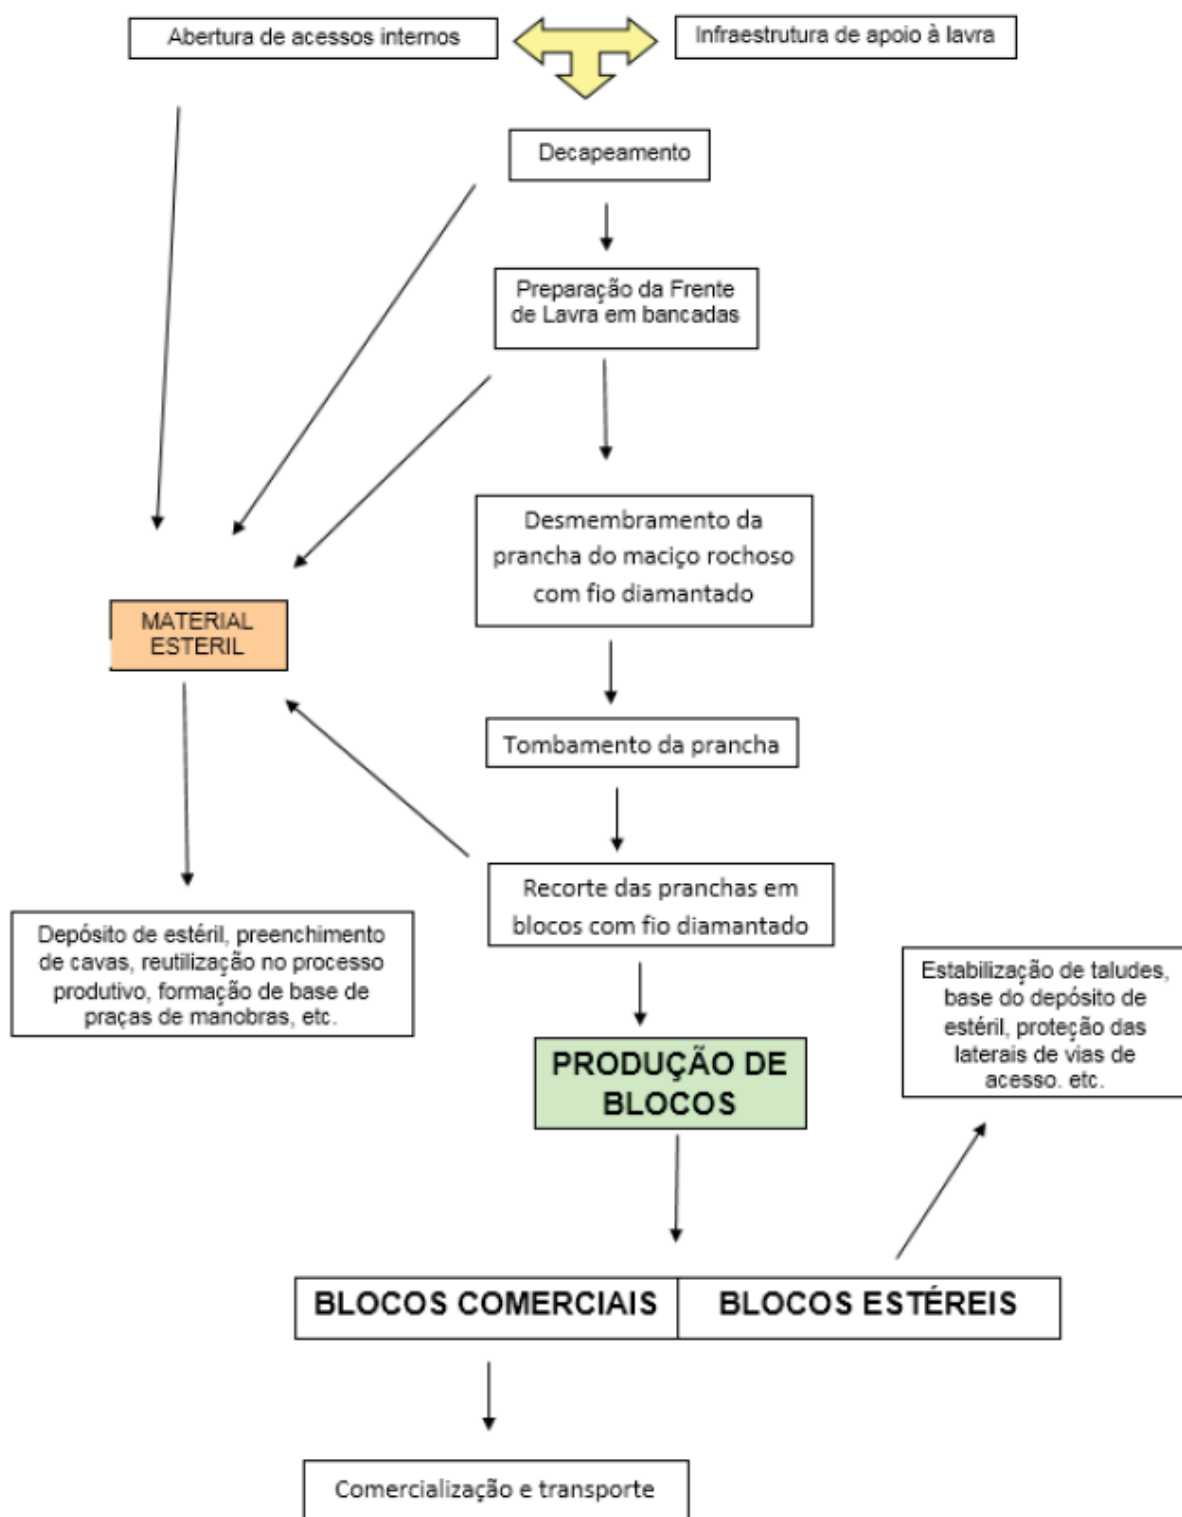 Abertura de acessos internos
Infraestrutura de apoio à lavra
Decapeamento
Preparação da Frente
de Lavra em bancadas
Desmembramento da
prancha do maciço rochoso
com fio diamantado
MATERIAL
ESTERIL
Tombamento da prancha
Recorte das pranchas em
blocos com fio diamantado
Depósito de estéril, preenchimento
de cavas, reutilização no processo
produtivo, formação de base de
praças de manobras, etc.
Estabilização de taludes,
base do depósito de
estéril, proteção das
laterais de vias de
acesso. etc.
PRODUÇÃO DE
BLOCOS
BLOCOS COMERCIAIS
BLOCOS ESTÉREIS
Comercialização e transporte